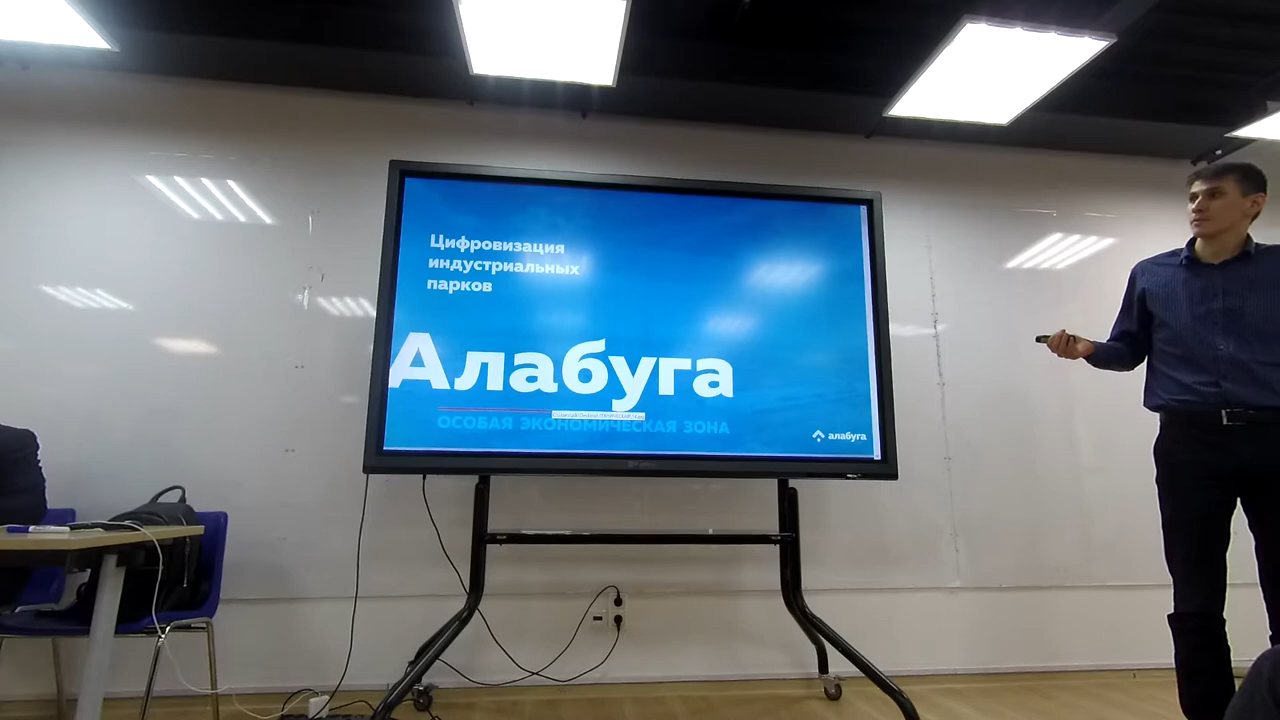 Цифровизация
индустриальных
парков
Алабуга
ОСОБАЯ ЭКОНОМИЧЕСКАЯ ЗОНА
алабуга